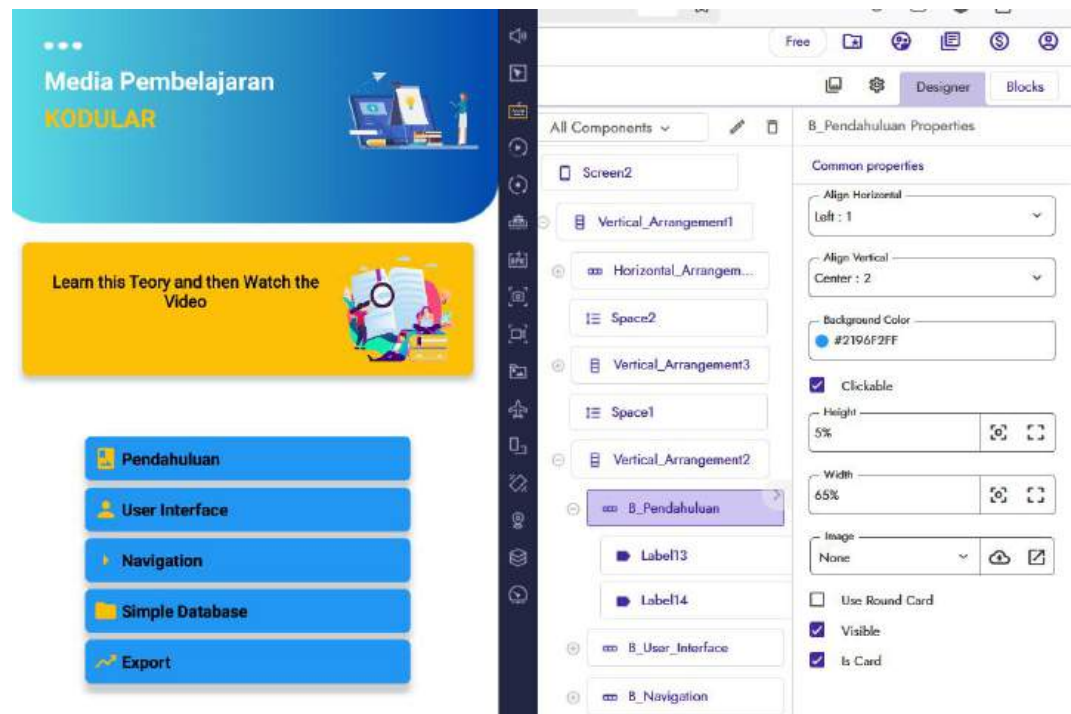 Media Pembelajaran
KODULAR
Learn this Teory and then Watch the
Video
Pendahuluan
User Interface
Navigation
Simple Database
Export
Free
Designer
Blocks
All Components
Screen2
Vertical_Arrangement1
Horizontal_Arrangem...
Space2
Vertical_Arrangement3
Space1
Vertical_Arrangement2
B_Pendahuluan
Label13
Label14
B_User_Interface
B_Navigation
B_Pendahuluan Properties
Common properties
Align Horizontal
Left : 1
Align Vertical
Center : 2
Background Color
#2196F2FF
Clickable
Height
5%
Width
65%
Image
None
Use Round Card
Visible
Is Card